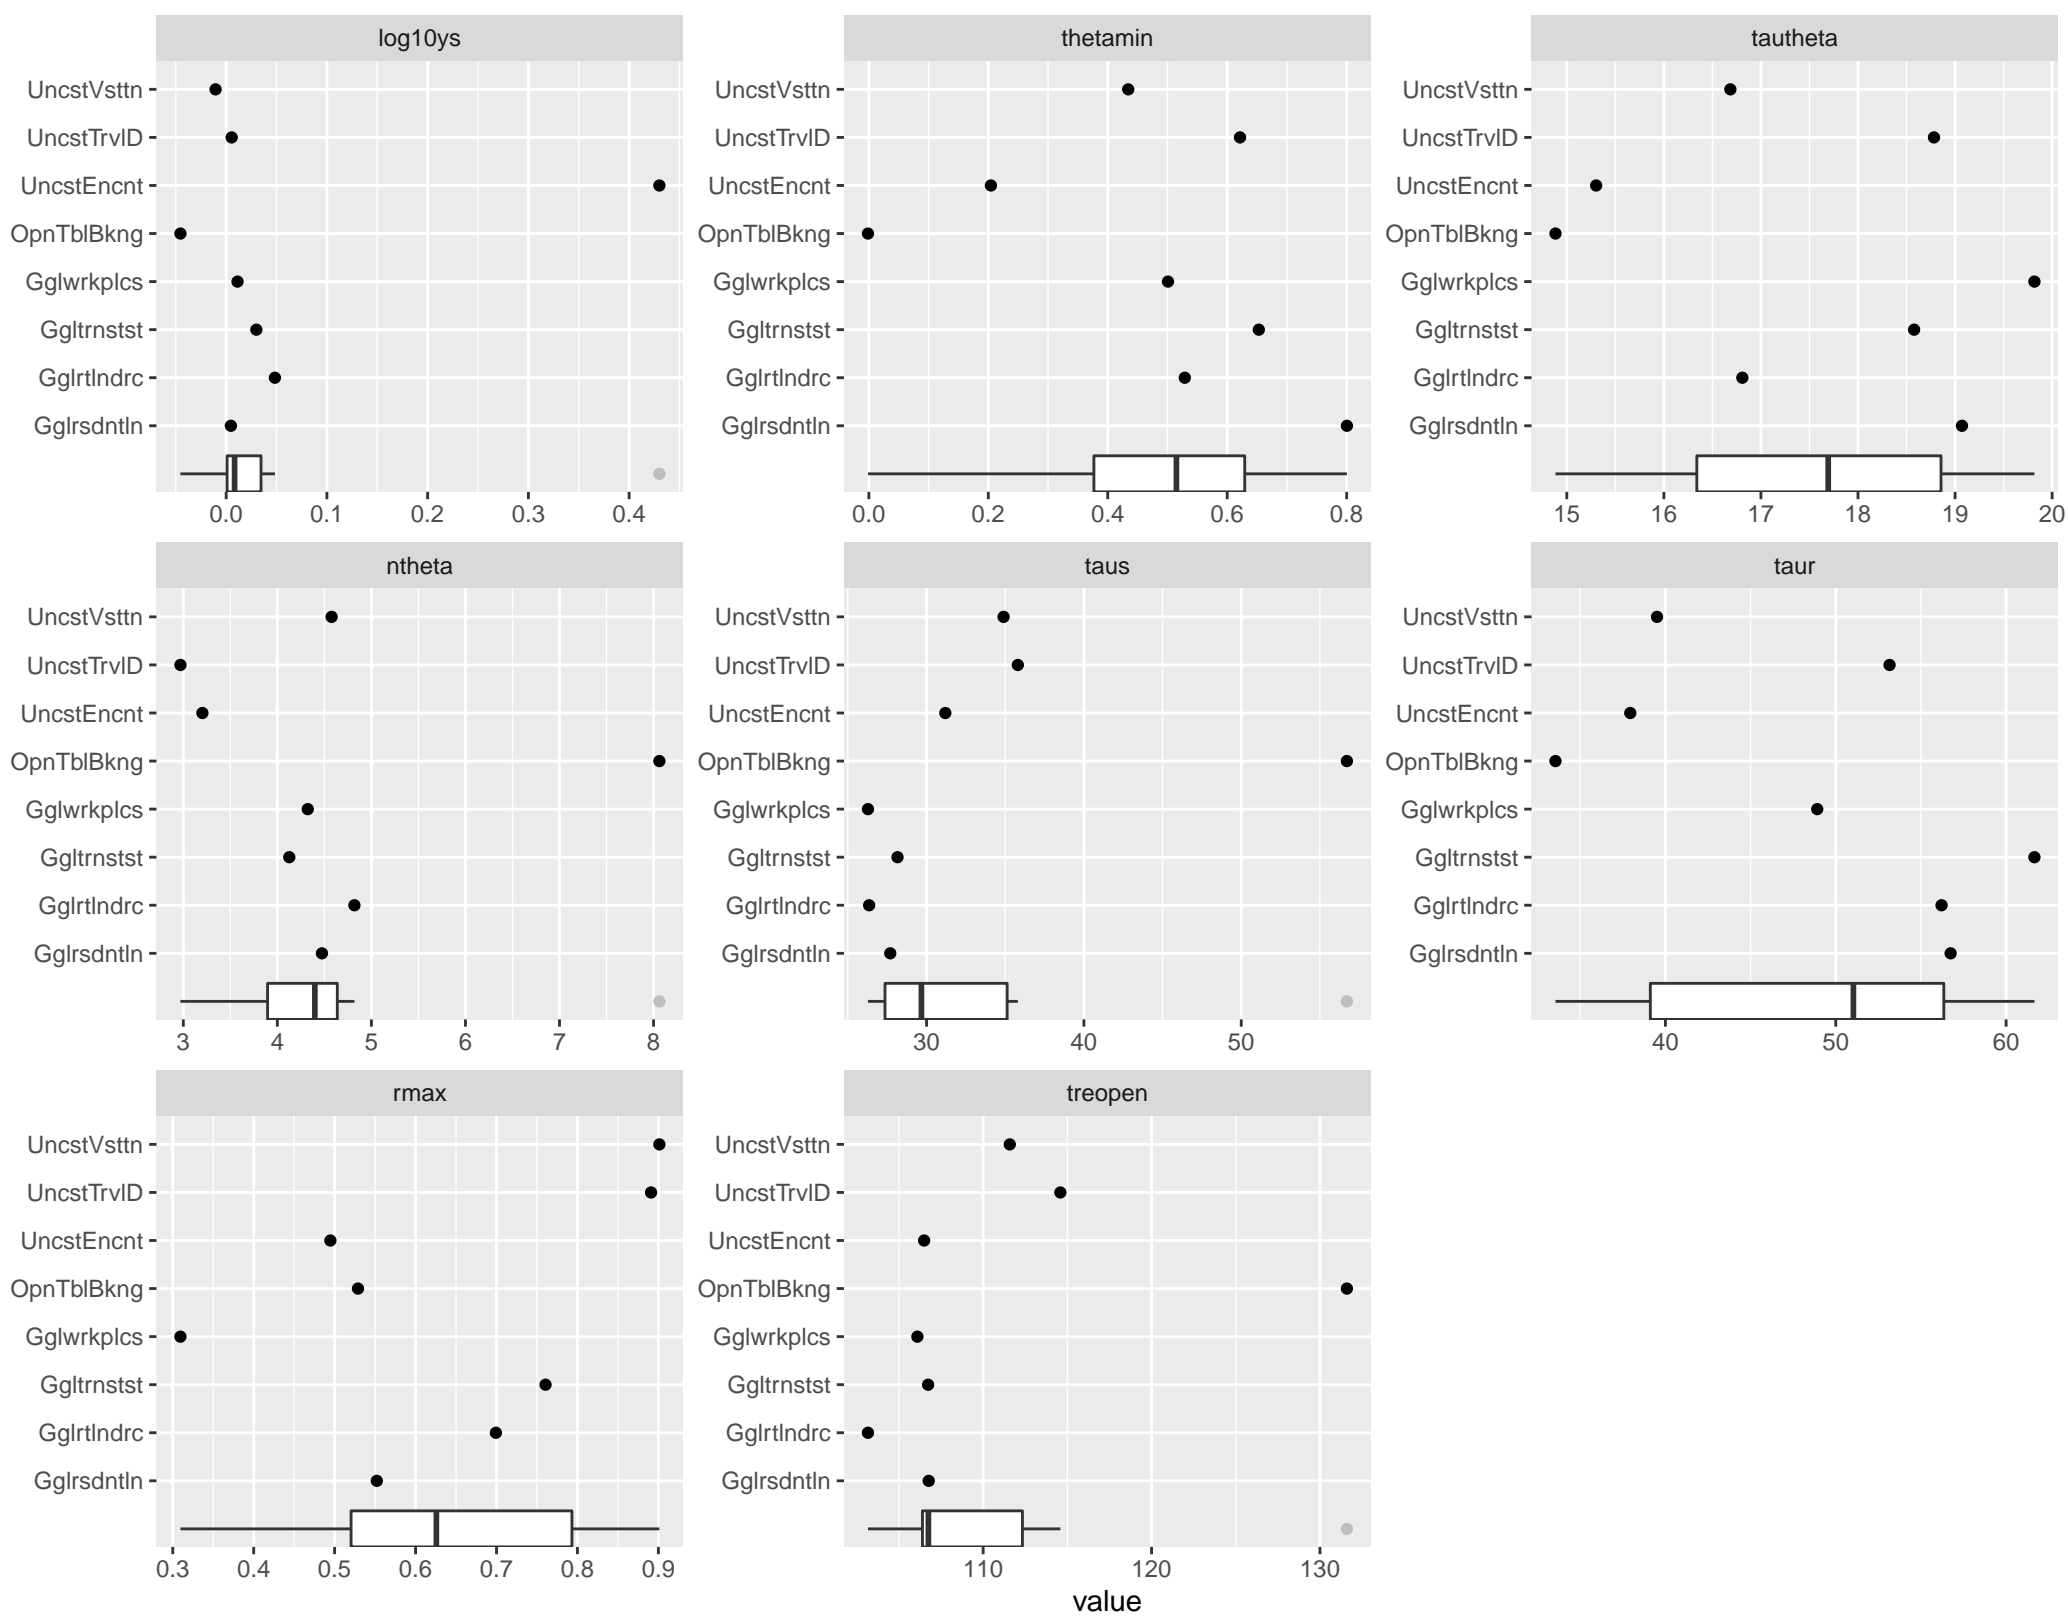 log10ys
thetamin
tautheta
UncstVsttn
UncstTrvlD
UncstEncnt
OpnTblBkng
Gglwrkplcs
Ggltrnstst
Gglrtlndrc
Gglrsdntln
0.0 0.1 0.2 0.3 0.4
UncstVsttn
UncstTrvlD
UncstEncnt
OpnTblBkng
Gglwrkplcs
Ggltrnstst
Gglrtlndrc
Gglrsdntln
0.0 0.2 0.4 0.6 0.8
UncstVsttn
UncstTrvlD
UncstEncnt
OpnTblBkng
Gglwrkplcs
Ggltrnstst
Gglrtlndrc
Gglrsdntln
15 16 17 18 19 20
ntheta
taus
taur
UncstVsttn
UncstTrvlD
UncstEncnt
OpnTblBkng
Gglwrkplcs
Ggltrnstst
Gglrtlndrc
Gglrsdntln
3 4 5 6 7 8
UncstVsttn
UncstTrvlD
UncstEncnt
OpnTblBkng
Gglwrkplcs
Ggltrnstst
Gglrtlndrc
Gglrsdntln
30 40 50
UncstVsttn
UncstTrvlD
UncstEncnt
OpnTblBkng
Gglwrkplcs
Ggltrnstst
Gglrtlndrc
Gglrsdntln
40 50 60
rmax
treopen
UncstVsttn
UncstTrvlD
UncstEncnt
OpnTblBkng
Gglwrkplcs
Ggltrnstst
Gglrtlndrc
Gglrsdntln
0.3 0.4 0.5 0.6 0.7 0.8 0.9
UncstVsttn
UncstTrvlD
UncstEncnt
OpnTblBkng
Gglwrkplcs
Ggltrnstst
Gglrtlndrc
Gglrsdntln
110 120 130
value